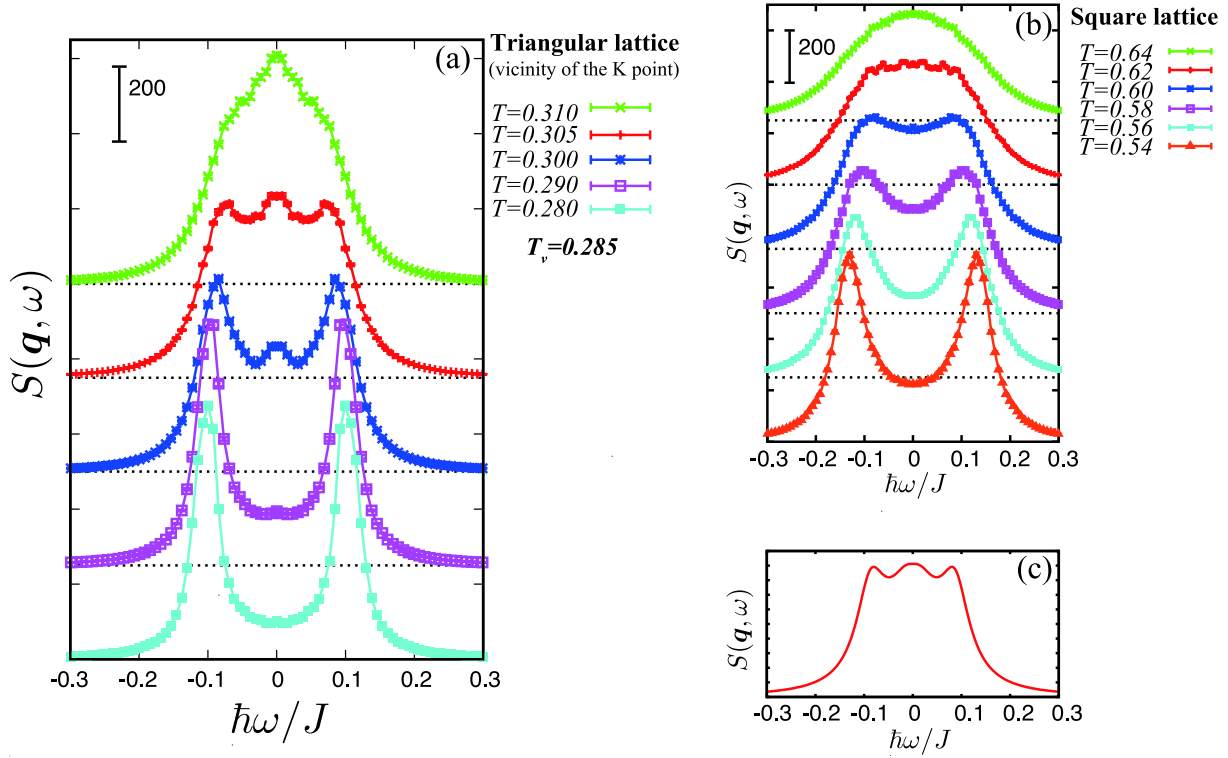 (a)
200
S(q, ω)
-0.3 -0.2 -0.1 0 0.1 0.2 0.3
ħω/J
Triangular lattice
(vicinity of the K point)
T=0.310
T=0.305
T=0.300
T=0.290
T=0.280
T_v=0.285
(b)
200
S(q, ω)
-0.3 -0.2 -0.1 0 0.1 0.2 0.3
ħω/J
Square lattice
T=0.64
T=0.62
T=0.60
T=0.58
T=0.56
T=0.54
(c)
S(q, ω)
-0.3 -0.2 -0.1 0 0.1 0.2 0.3
ħω/J